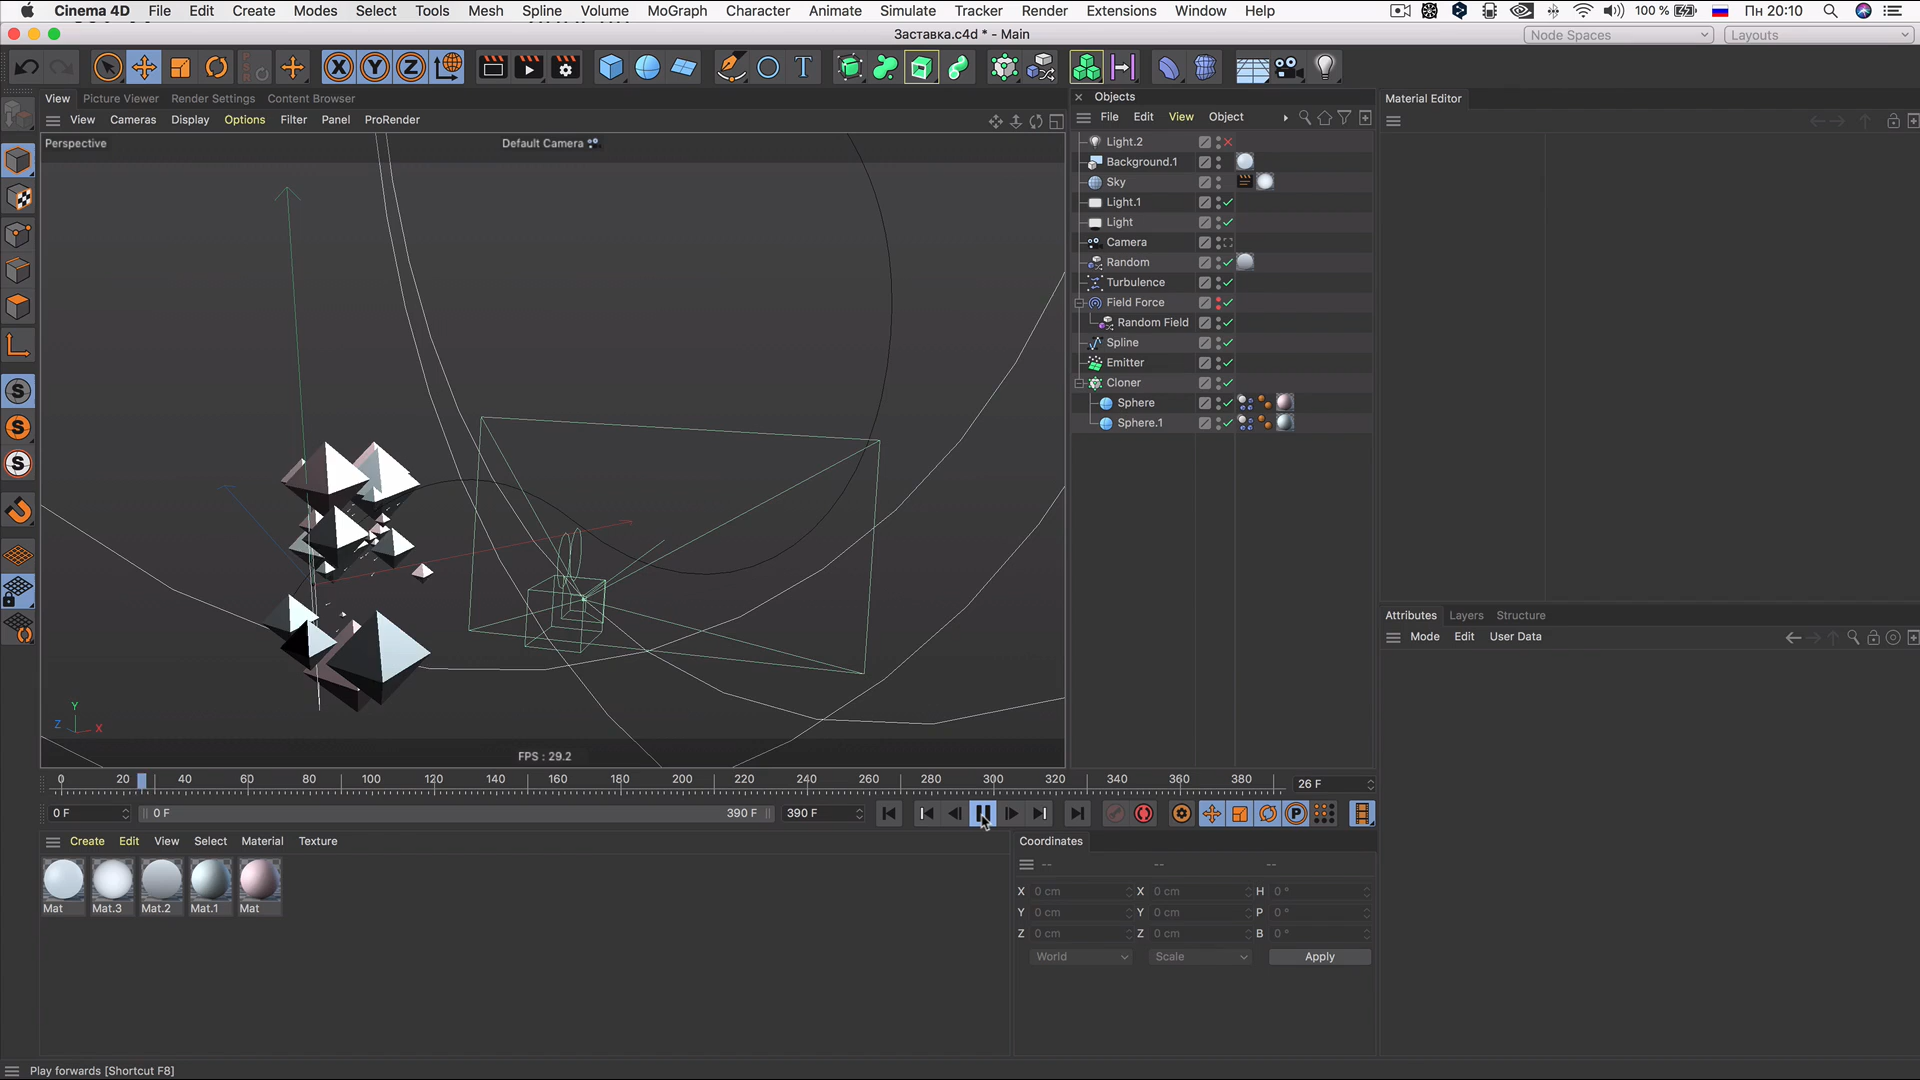 Cinema 4D File Edit Create Modes Select Tools Mesh Spline Volume MoGraph Character Animate Simulate Tracker Render Extensions Window Help 100 % Пн 20:10
Заставка.c4d * - Main
Node Spaces Layouts
View Picture Viewer Render Settings Content Browser
View Cameras Display Options Filter Panel ProRender
Perspective
Default Camera
FPS : 29.2
Y
Z
X
Objects
File Edit View Object
Light.2
Background.1
Sky
Light.1
Light
Camera
Random
Turbulence
Field Force
Random Field
Spline
Emitter
Cloner
Sphere
Sphere.1
Material Editor
Attributes Layers Structure
Mode Edit User Data
0 20 40 60 80 100 120 140 160 180 200 220 240 260 280 300 320 340 360 380
26 F
0 F 0 F 390 F 390 F
Create Edit View Select Material Texture
Mat Mat.3 Mat.2 Mat.1 Mat
Coordinates
-- -- --
X 0 cm X 0 cm H 0 °
Y 0 cm Y 0 cm P 0 °
Z 0 cm Z 0 cm B 0 °
World Scale Apply
Play forwards [Shortcut F8]